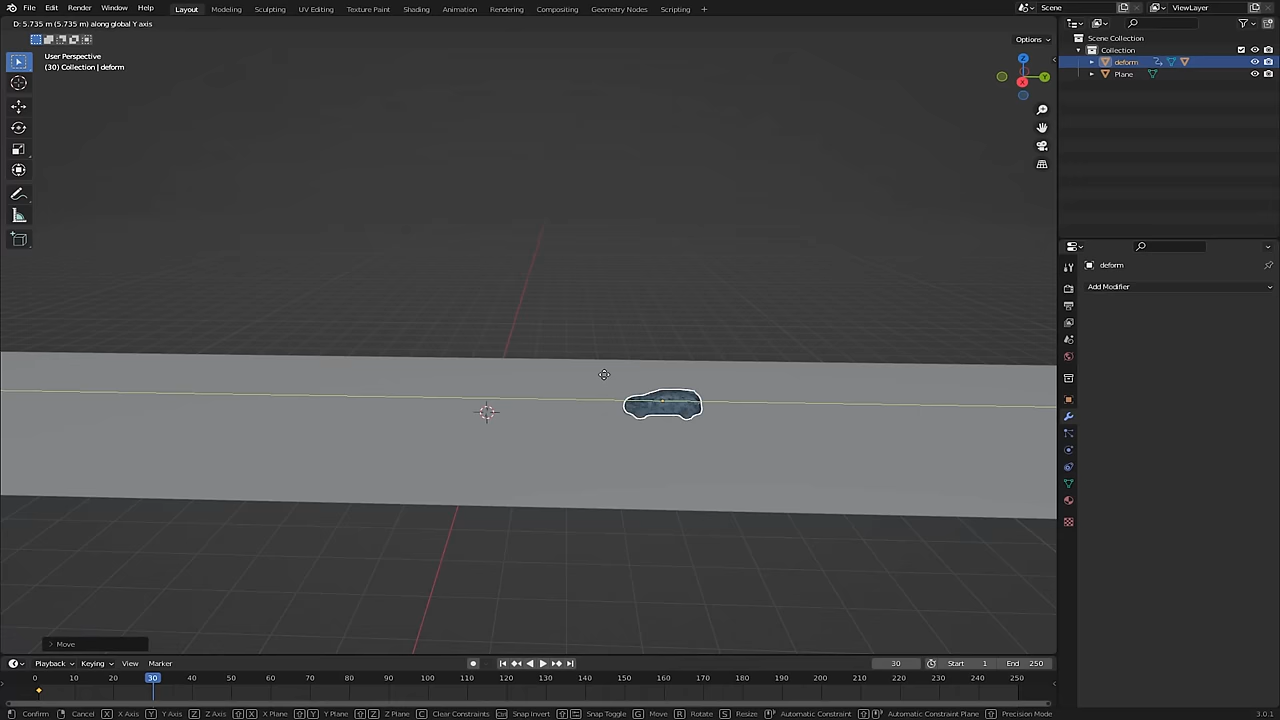 File Edit Render Window Help Layout Modeling Sculpting UV Editing Texture Paint Shading Animation Rendering Compositing Geometry Nodes Scripting + Scene ViewLayer
D: 5.735 m (5.735 m) along global Y axis
Options
User Perspective
(30) Collection | deform
Z
Y
X
Scene Collection
Collection
deform
Plane
deform
Add Modifier
Move
Playback Keying View Marker 30 Start 1 End 250
0 10 20 30 40 50 60 70 80 90 100 110 120 130 140 150 160 170 180 190 200 210 220 230 240 250
Confirm Cancel X X Axis Y Y Axis Z Z Axis X X Plane Y Y Plane Z Z Plane C Clear Constraints Snap Invert Snap Toggle G Move R Rotate S Resize Automatic Constraint Automatic Constraint Plane Precision Mode 3.0.1